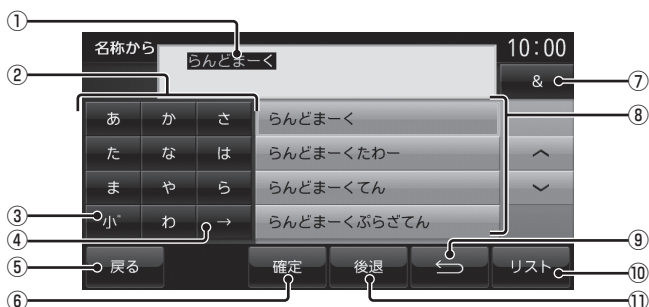 ①
名称から らんどまーく 10:00
② & ⑦
あ か さ らんどまーく ⑧
た な は らんどまーくたわー
ま や ら らんどまーくてん
③ 小゛ わ → らんどまーくぷらざてん
④ ⑨
⑤ 戻る 確定 後退 リスト ⑩
⑥ ⑪